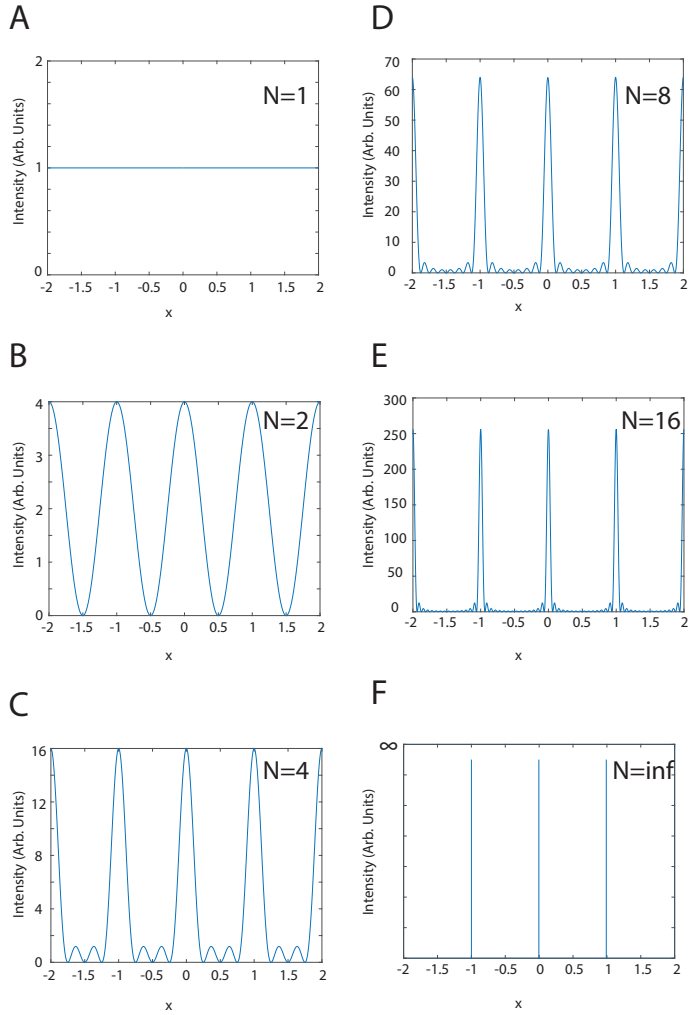 A
Intensity (Arb. Units)
2
1
0
N=1
-2 -1.5 -1 -0.5 0 0.5 1 1.5 2
x
B
Intensity (Arb. Units)
4
3
2
1
0
N=2
-2 -1.5 -1 -0.5 0 0.5 1 1.5 2
x
C
Intensity (Arb. Units)
16
12
8
4
0
N=4
-2 -1.5 -1 -0.5 0 0.5 1 1.5 2
x
D
Intensity (Arb. Units)
70
60
50
40
30
20
10
0
N=8
-2 -1.5 -1 -0.5 0 0.5 1 1.5 2
x
E
Intensity (Arb. Units)
300
250
200
150
100
50
0
N=16
-2 -1.5 -1 -0.5 0 0.5 1 1.5 2
x
F
Intensity (Arb. Units)
∞
N=inf
-2 -1.5 -1 -0.5 0 0.5 1 1.5 2
x